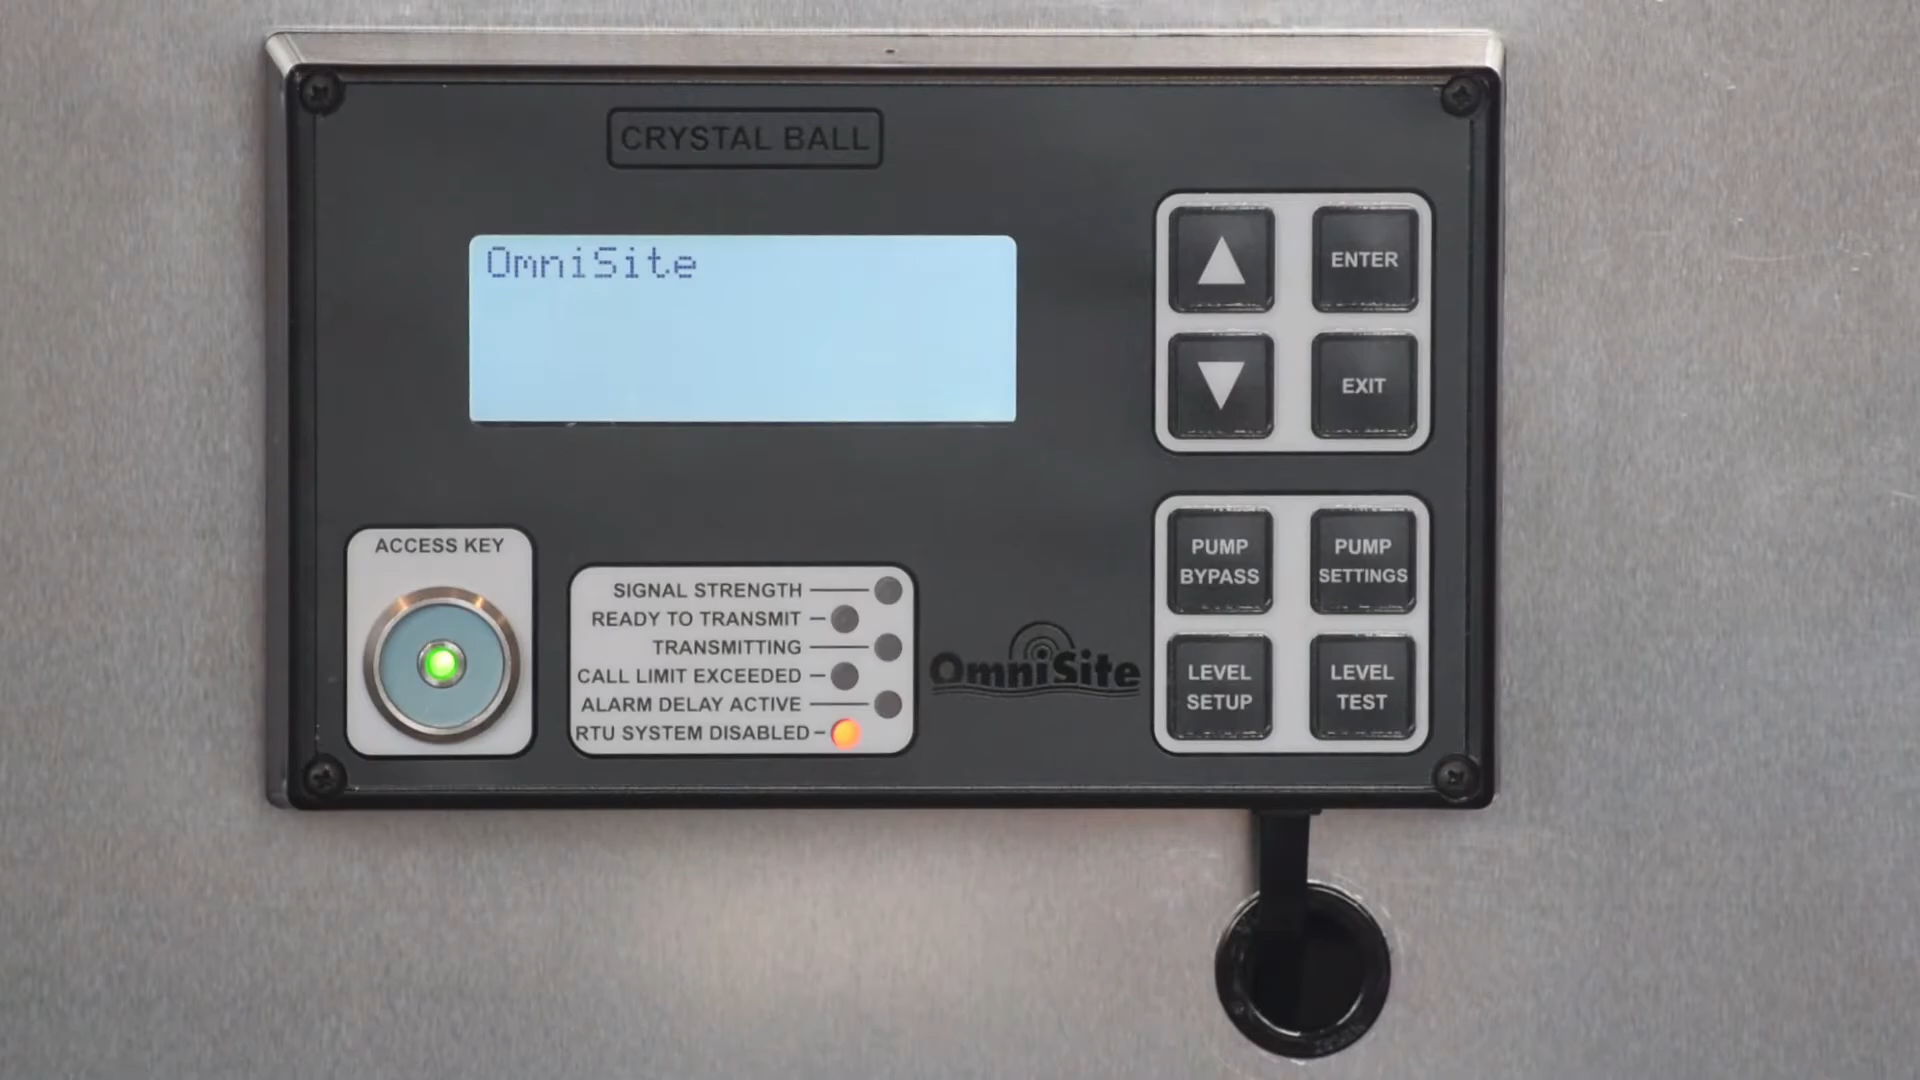 CRYSTAL BALL
OmniSite
ENTER
EXIT
ACCESS KEY
SIGNAL STRENGTH
READY TO TRANSMIT
TRANSMITTING
CALL LIMIT EXCEEDED
ALARM DELAY ACTIVE
RTU SYSTEM DISABLED
OmniSite
PUMP
BYPASS
PUMP
SETTINGS
LEVEL
SETUP
LEVEL
TEST